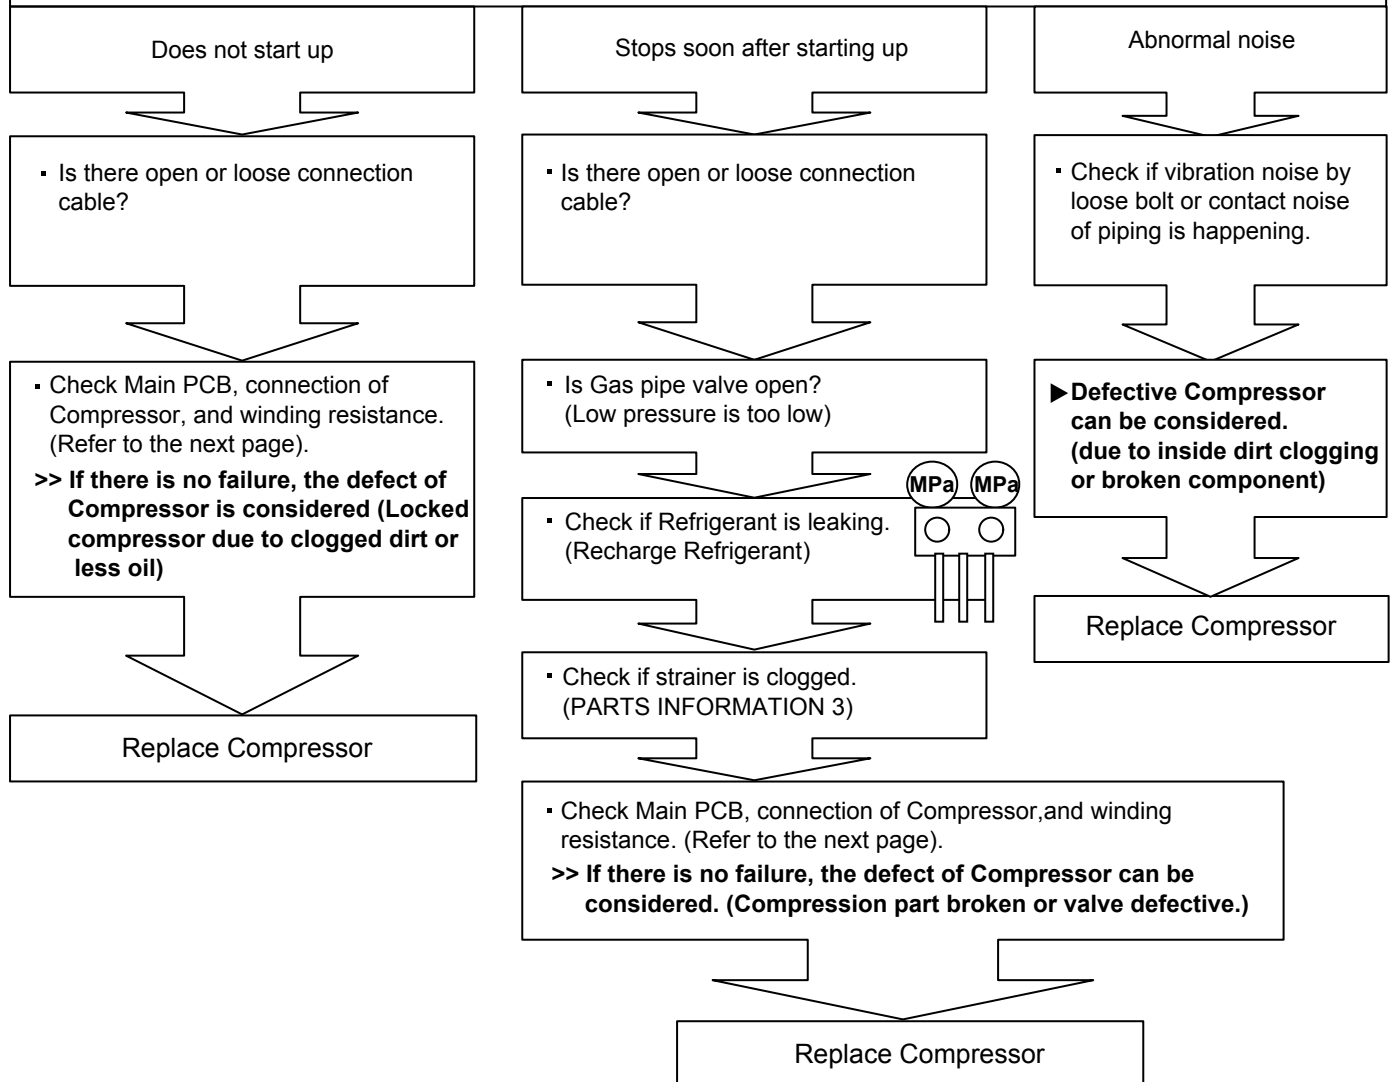 Does not start up
▪ Is there open or loose connection
cable?
▪ Check Main PCB, connection of
Compressor, and winding resistance.
(Refer to the next page).
>> If there is no failure, the defect of
Compressor is considered (Locked
compressor due to clogged dirt or
less oil)
Replace Compressor
Stops soon after starting up
▪ Is there open or loose connection
cable?
▪ Is Gas pipe valve open?
(Low pressure is too low)
▪ Check if Refrigerant is leaking.
(Recharge Refrigerant)
MPa MPa
▪ Check if strainer is clogged.
(PARTS INFORMATION 3)
▪ Check Main PCB, connection of Compressor,and winding
resistance. (Refer to the next page).
>> If there is no failure, the defect of Compressor can be
considered. (Compression part broken or valve defective.)
Replace Compressor
Abnormal noise
▪ Check if vibration noise by
loose bolt or contact noise
of piping is happening.
▶Defective Compressor
can be considered.
(due to inside dirt clogging
or broken component)
Replace Compressor